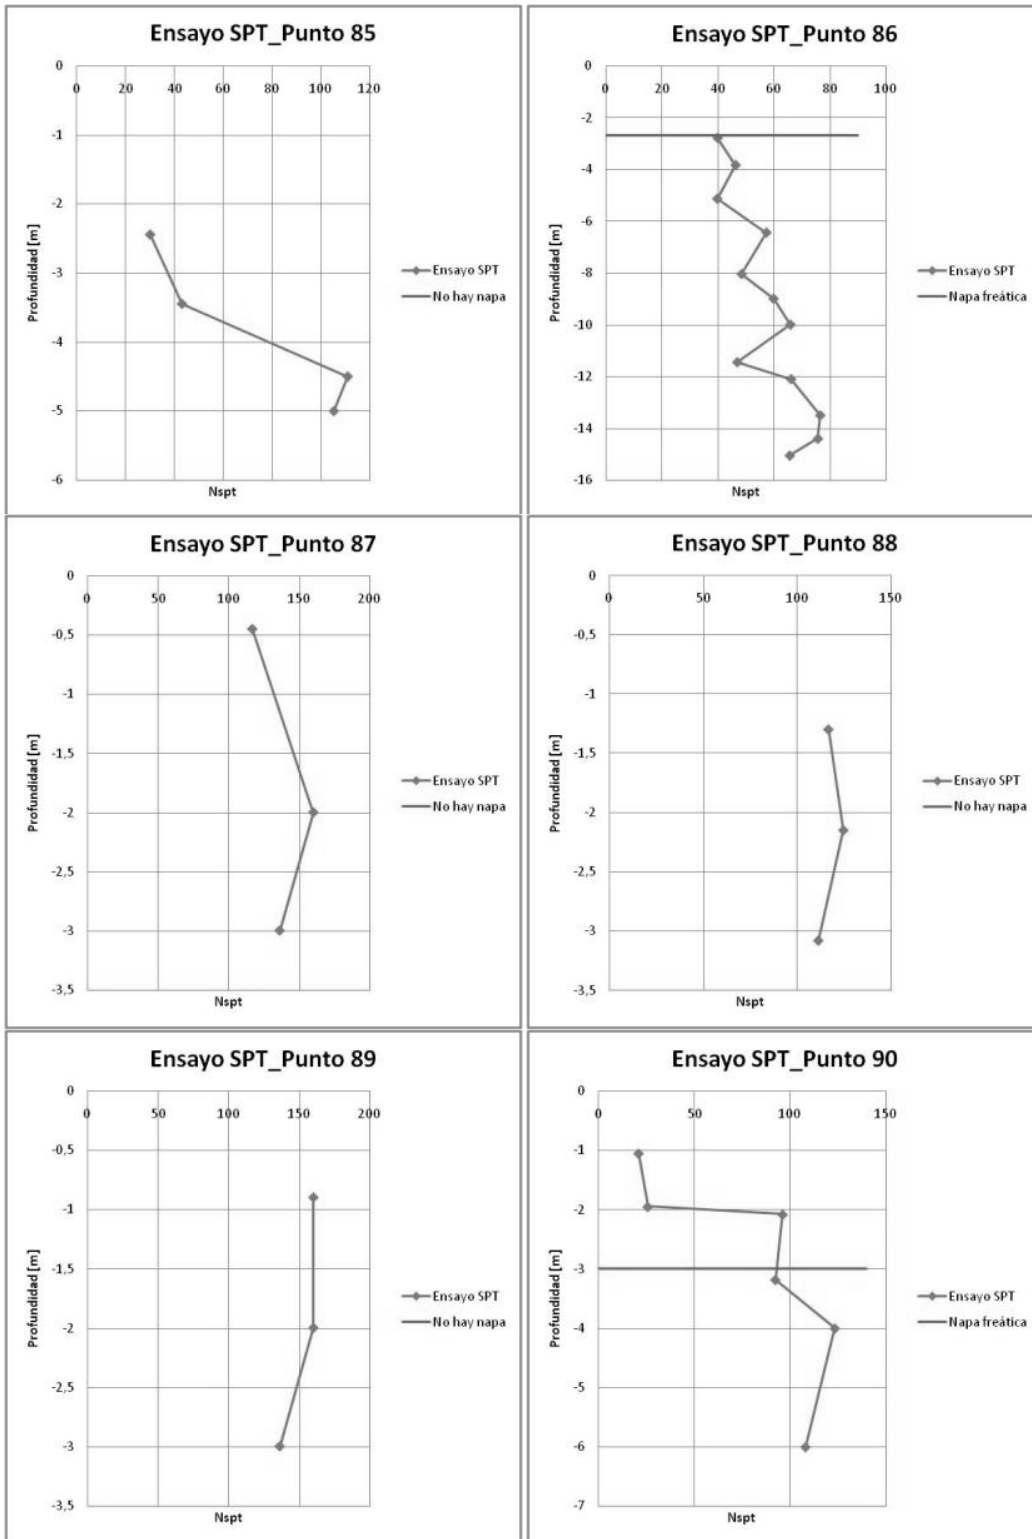 Ensayo SPT_Punto 85
0
0 20 40 60 80 100 120
-1
-2
-3
-4
-5
-6
Profundidad [m]
Nspt
Ensayo SPT
No hay napa
Ensayo SPT_Punto 86
0
0 20 40 60 80 100
-2
-4
-6
-8
-10
-12
-14
-16
Profundidad [m]
Nspt
Ensayo SPT
Napa freática
Ensayo SPT_Punto 87
0
0 50 100 150 200
-0,5
-1
-1,5
-2
-2,5
-3
-3,5
Profundidad [m]
Nspt
Ensayo SPT
No hay napa
Ensayo SPT_Punto 88
0
0 50 100 150
-0,5
-1
-1,5
-2
-2,5
-3
-3,5
Profundidad [m]
Nspt
Ensayo SPT
No hay napa
Ensayo SPT_Punto 89
0
0 50 100 150 200
-0,5
-1
-1,5
-2
-2,5
-3
-3,5
Profundidad [m]
Nspt
Ensayo SPT
No hay napa
Ensayo SPT_Punto 90
0
0 50 100 150
-1
-2
-3
-4
-5
-6
-7
Profundidad [m]
Nspt
Ensayo SPT
Napa freática